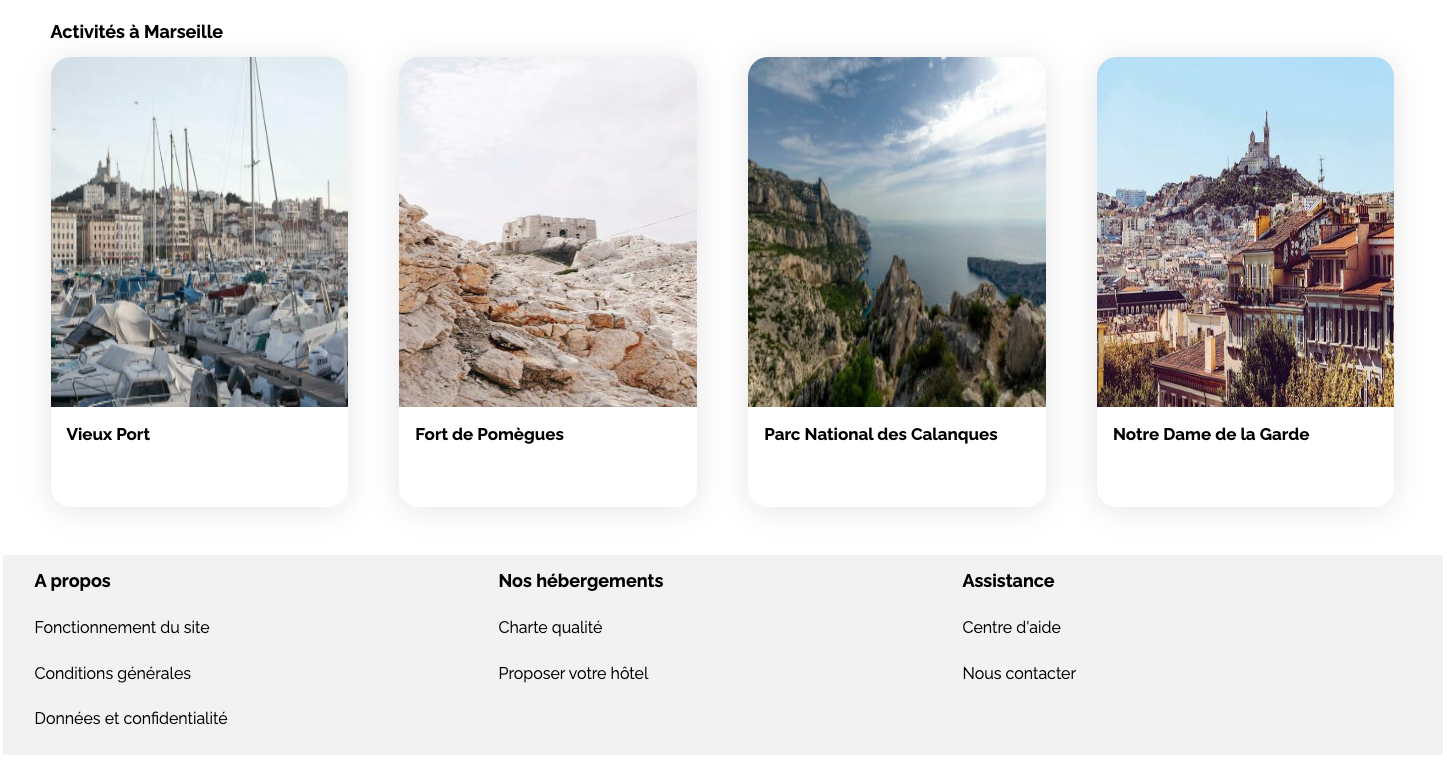 Activités à Marseille
Vieux Port
Fort de Pomègues
Parc National des Calanques
Notre Dame de la Garde
A propos
Fonctionnement du site
Conditions générales
Données et confidentialité
Nos hébergements
Charte qualité
Proposer votre hôtel
Assistance
Centre d'aide
Nous contacter